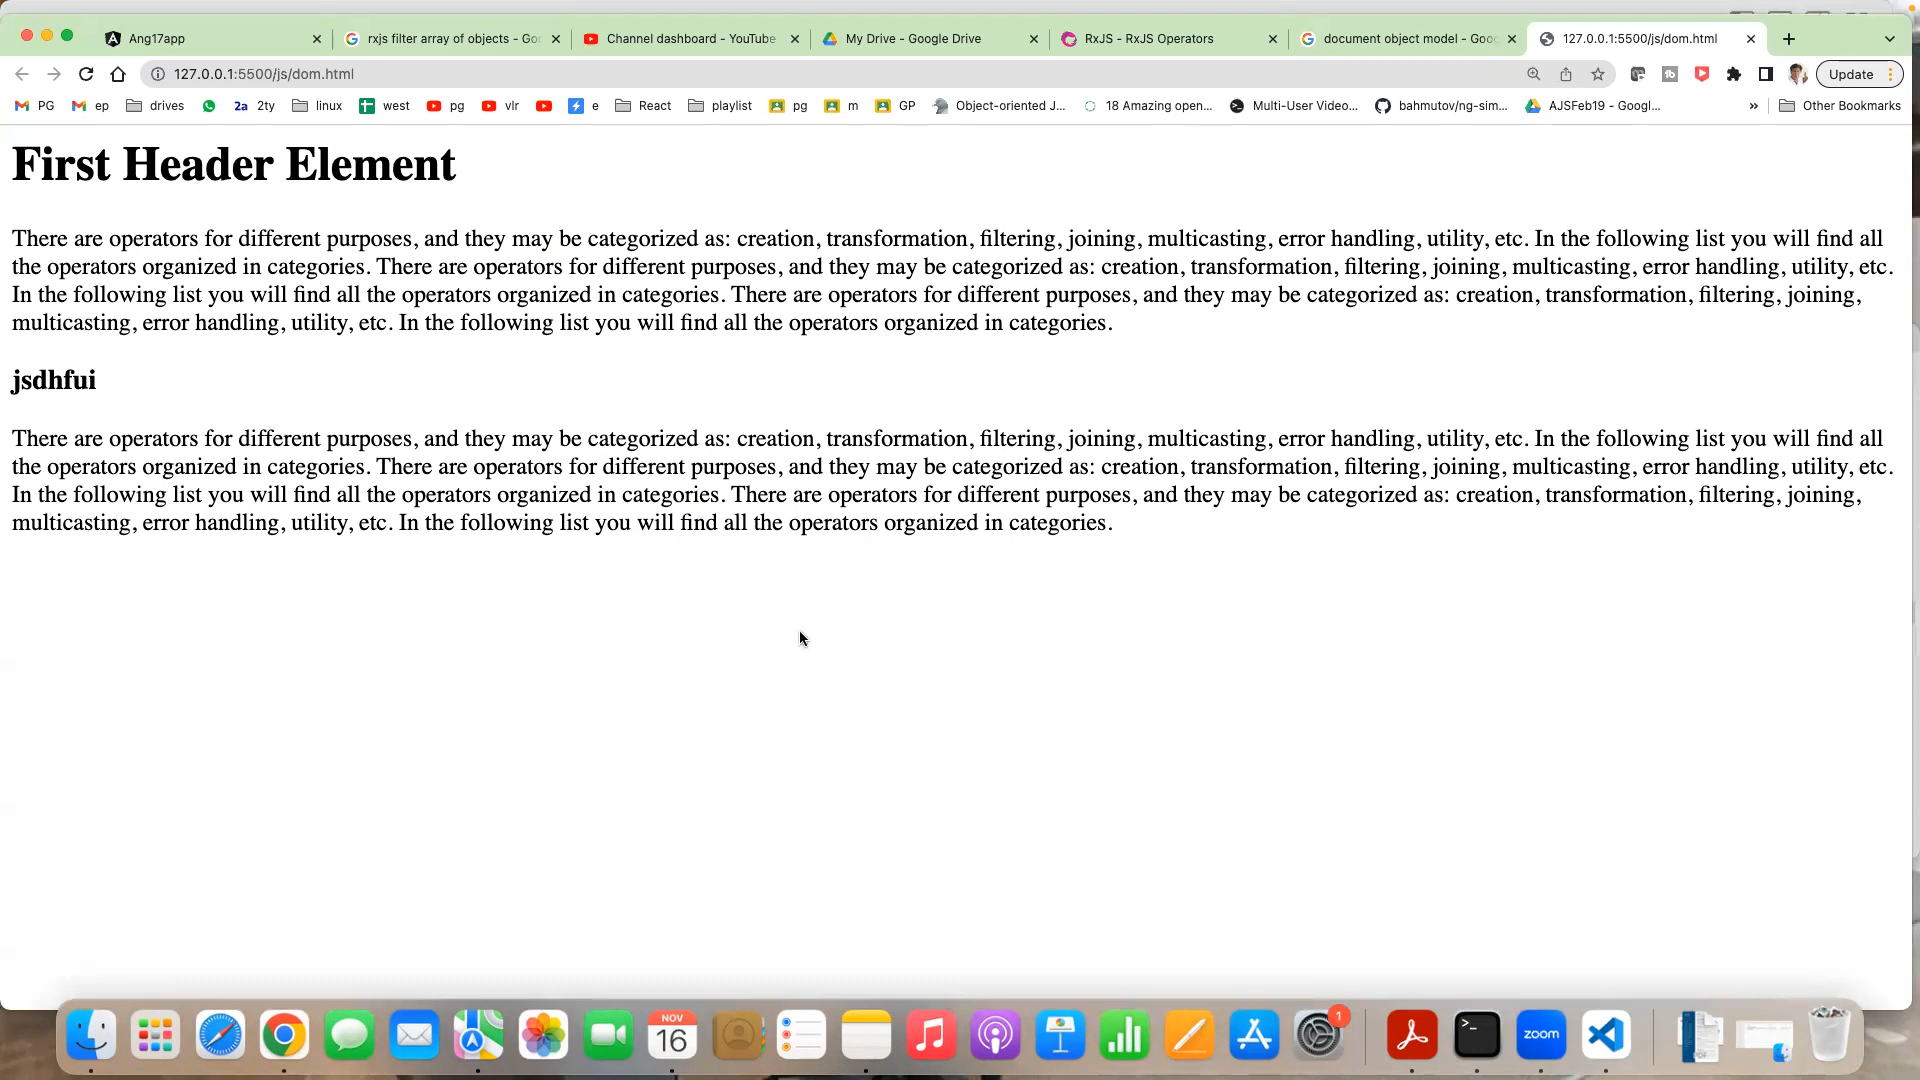 Ang17app
rxjs filter array of objects - Goo
Channel dashboard - YouTube
My Drive - Google Drive
RxJS - RxJS Operators
document object model - Goo
127.0.0.1:5500/js/dom.html
127.0.0.1:5500/js/dom.html
Update
PG
ep
drives
2a 2ty
linux
west
pg
vlr
e
React
playlist
pg
m
GP
Object-oriented J...
18 Amazing open...
Multi-User Video...
bahmutov/ng-sim...
AJSFeb19 - Googl...
»
Other Bookmarks
First Header Element
There are operators for different purposes, and they may be categorized as: creation, transformation, filtering, joining, multicasting, error handling, utility, etc. In the following list you will find all
the operators organized in categories. There are operators for different purposes, and they may be categorized as: creation, transformation, filtering, joining, multicasting, error handling, utility, etc.
In the following list you will find all the operators organized in categories. There are operators for different purposes, and they may be categorized as: creation, transformation, filtering, joining,
multicasting, error handling, utility, etc. In the following list you will find all the operators organized in categories.
jsdhfui
There are operators for different purposes, and they may be categorized as: creation, transformation, filtering, joining, multicasting, error handling, utility, etc. In the following list you will find all
the operators organized in categories. There are operators for different purposes, and they may be categorized as: creation, transformation, filtering, joining, multicasting, error handling, utility, etc.
In the following list you will find all the operators organized in categories. There are operators for different purposes, and they may be categorized as: creation, transformation, filtering, joining,
multicasting, error handling, utility, etc. In the following list you will find all the operators organized in categories.
NOV
16
1
zoom